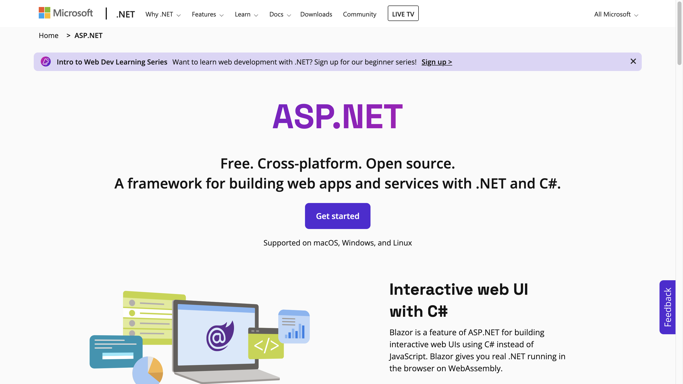 Microsoft
.NET
Why .NET
Features
Learn
Docs
Downloads
Community
LIVE TV
All Microsoft
Home > ASP.NET
Intro to Web Dev Learning Series Want to learn web development with .NET? Sign up for our beginner series! Sign up >
ASP.NET
Free. Cross-platform. Open source.
A framework for building web apps and services with .NET and C#.
Get started
Supported on macOS, Windows, and Linux
Feedback
@
</>
Interactive web UI
with C#
Blazor is a feature of ASP.NET for building
interactive web UIs using C# instead of
JavaScript. Blazor gives you real .NET running in
the browser on WebAssembly.